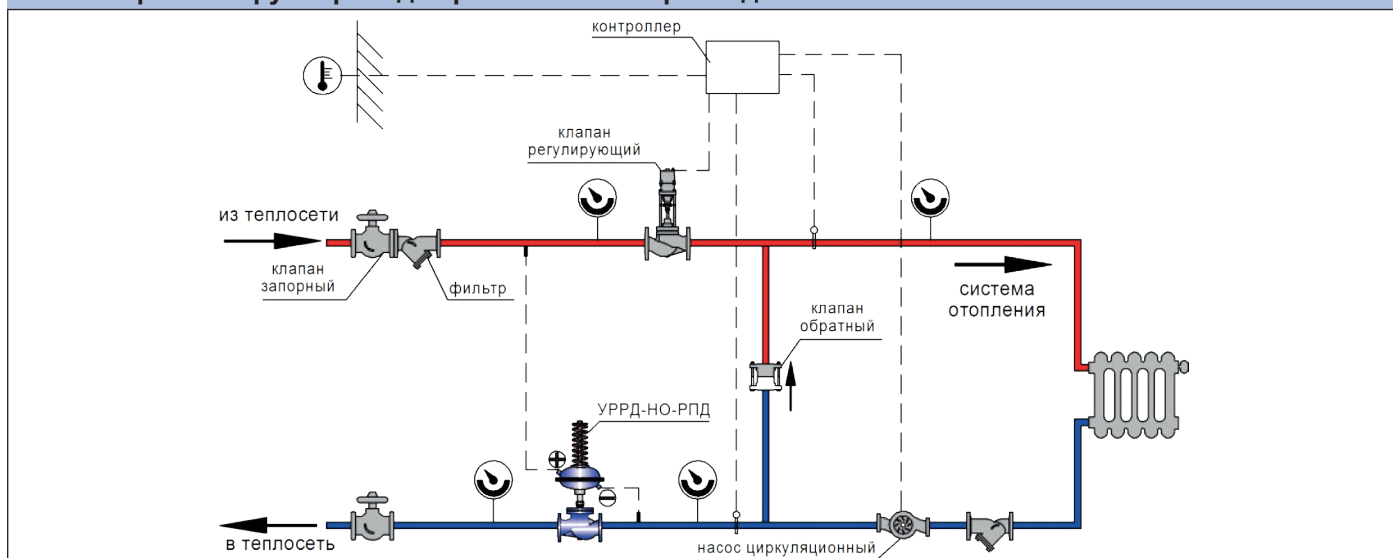 контроллер
клапан
регулирующий
из теплосети
клапан
запорный
фильтр
система
отопления
клапан
обратный
УРРД-НО-РПД
в теплосеть
насос циркуляционный